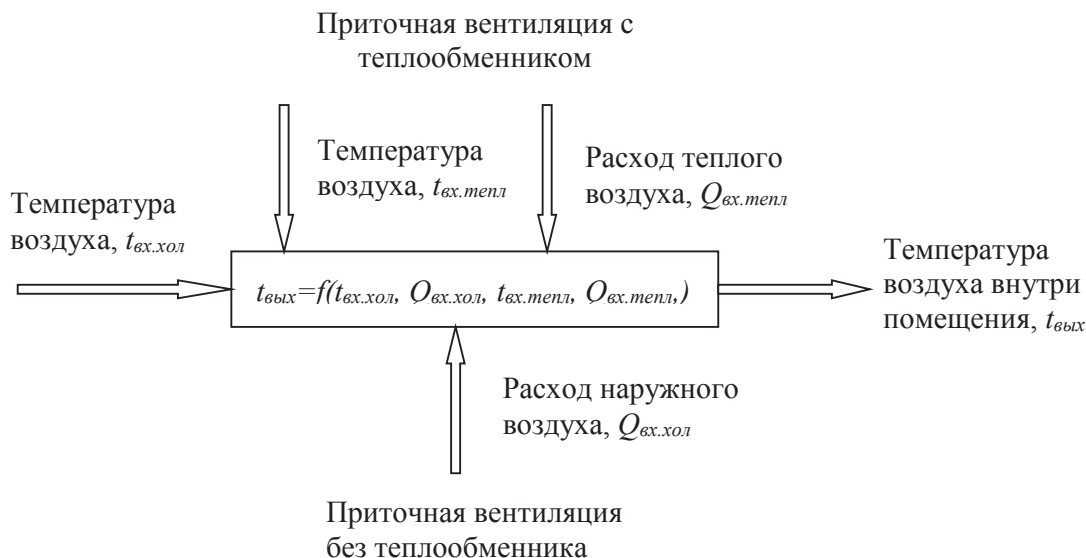 Приточная вентиляция с
теплообменником
Температура
воздуха, tвх.тепл
Расход теплого
воздуха, Qвх.тепл
Температура
воздуха, tвх.хол
tвых=f(tвх.хол, Qвх.хол, tвх.тепл, Qвх.тепл,)
Температура
воздуха внутри
помещения, tвых
Расход наружного
воздуха, Qвх.хол
Приточная вентиляция
без теплообменника